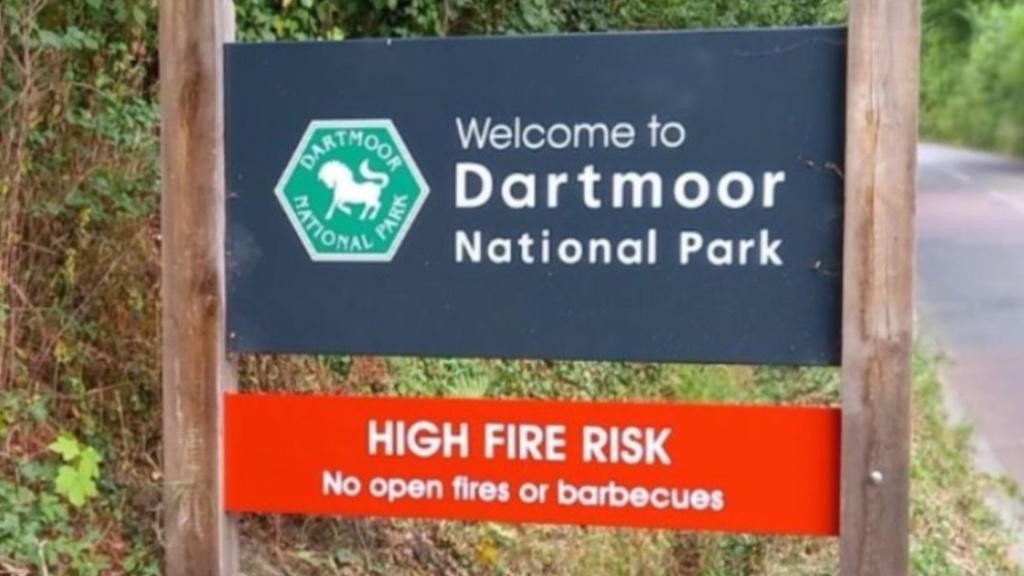 DARTMOOR
NATIONAL PARK
Welcome to
Dartmoor
National Park
HIGH FIRE RISK
No open fires or barbecues